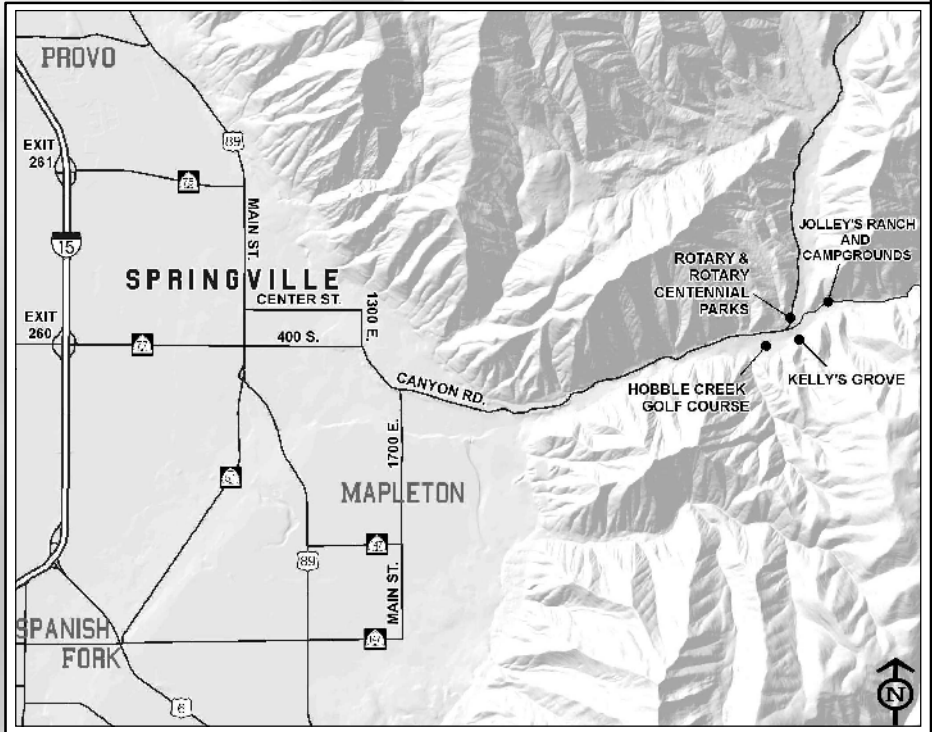 PROVO
89
EXIT
261
75
MAIN ST.
15
SPRINGVILLE
CENTER ST.
1300 E.
EXIT
260
77
400 S.
JOLLEY'S RANCH
AND
CAMPGROUNDS
ROTARY &
ROTARY
CENTENNIAL
PARKS
KELLY'S GROVE
HOBBLE CREEK
GOLF COURSE
CANYON RD.
1700 E.
MAPLETON
89
147
MAIN ST.
SPANISH
FORK
147
6
N